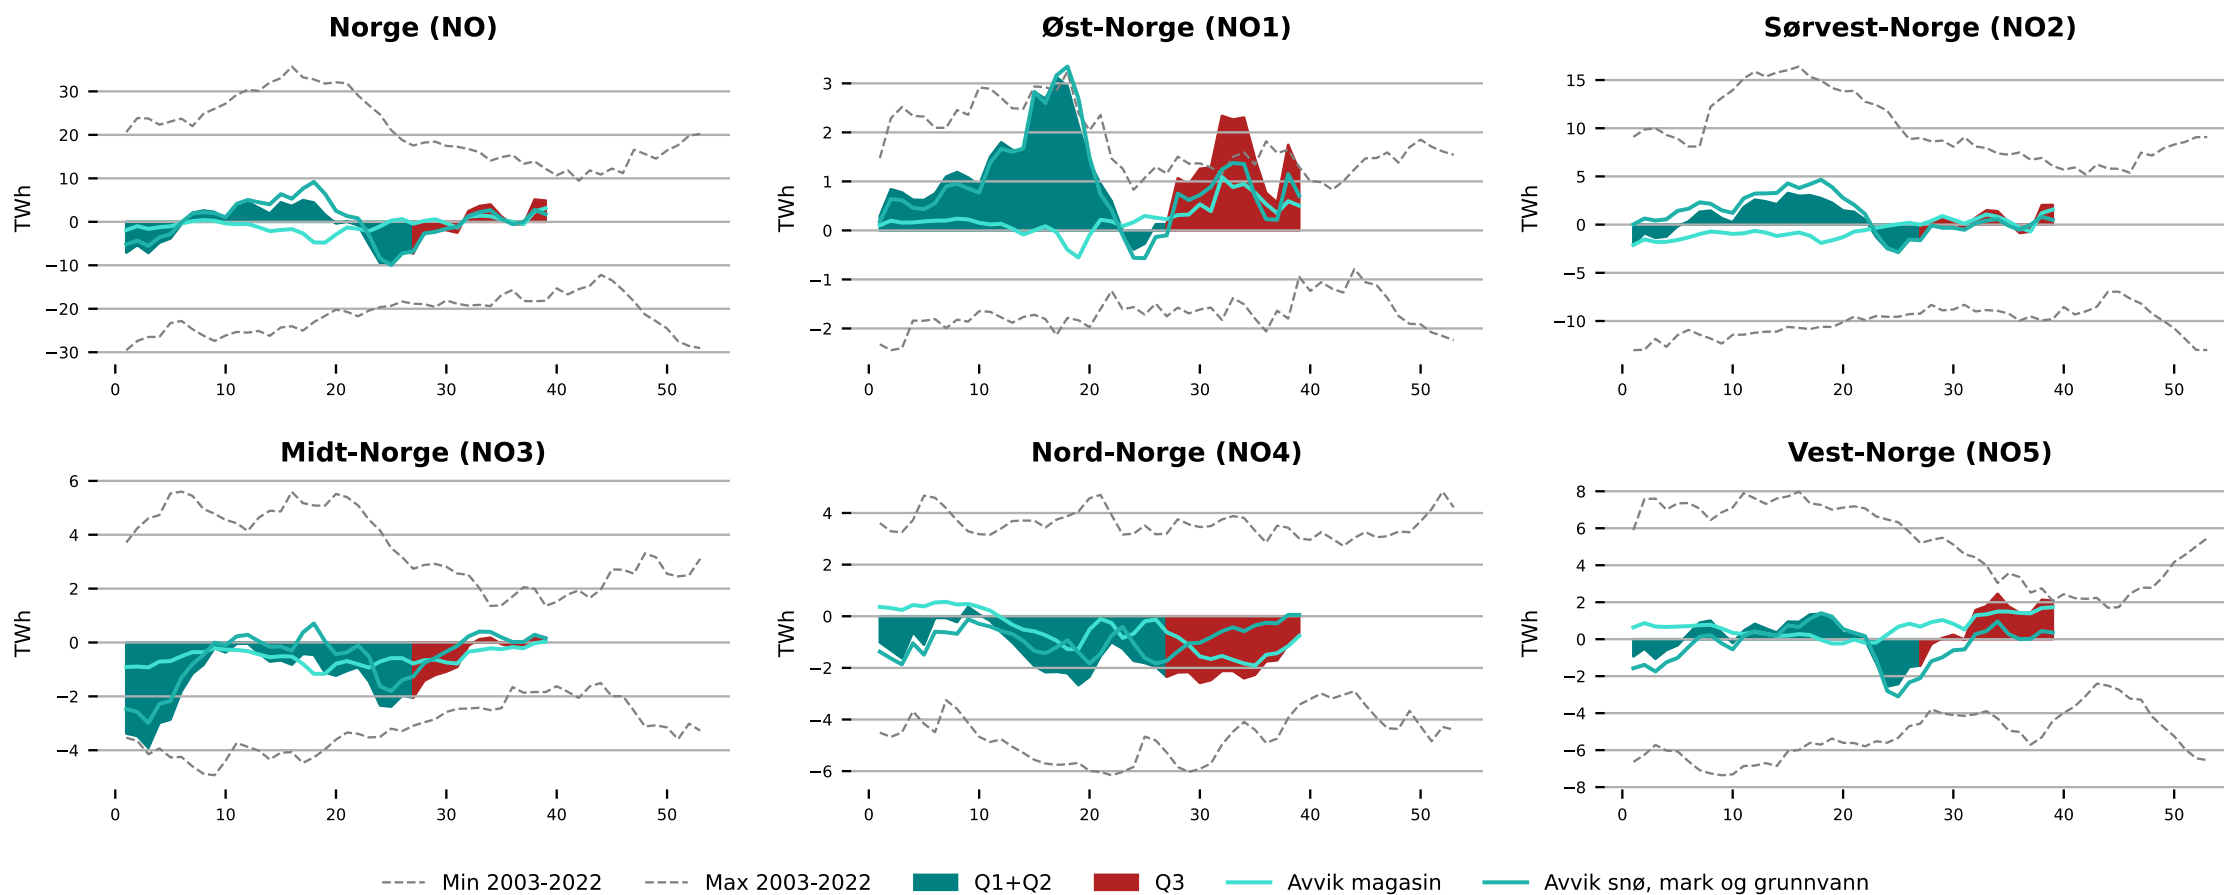 Norge (NO)
Øst-Norge (NO1)
Sørvest-Norge (NO2)
TWh
30
20
10
0
−10
−20
−30
0 10 20 30 40 50
TWh
3
2
1
0
−1
−2
0 10 20 30 40 50
TWh
15
10
5
0
−5
−10
0 10 20 30 40 50
Midt-Norge (NO3)
Nord-Norge (NO4)
Vest-Norge (NO5)
TWh
6
4
2
0
−2
−4
0 10 20 30 40 50
TWh
4
2
0
−2
−4
−6
0 10 20 30 40 50
TWh
8
6
4
2
0
−2
−4
−6
−8
0 10 20 30 40 50
Min 2003-2022 Max 2003-2022 Q1+Q2 Q3 Avvik magasin Avvik snø, mark og grunnvann